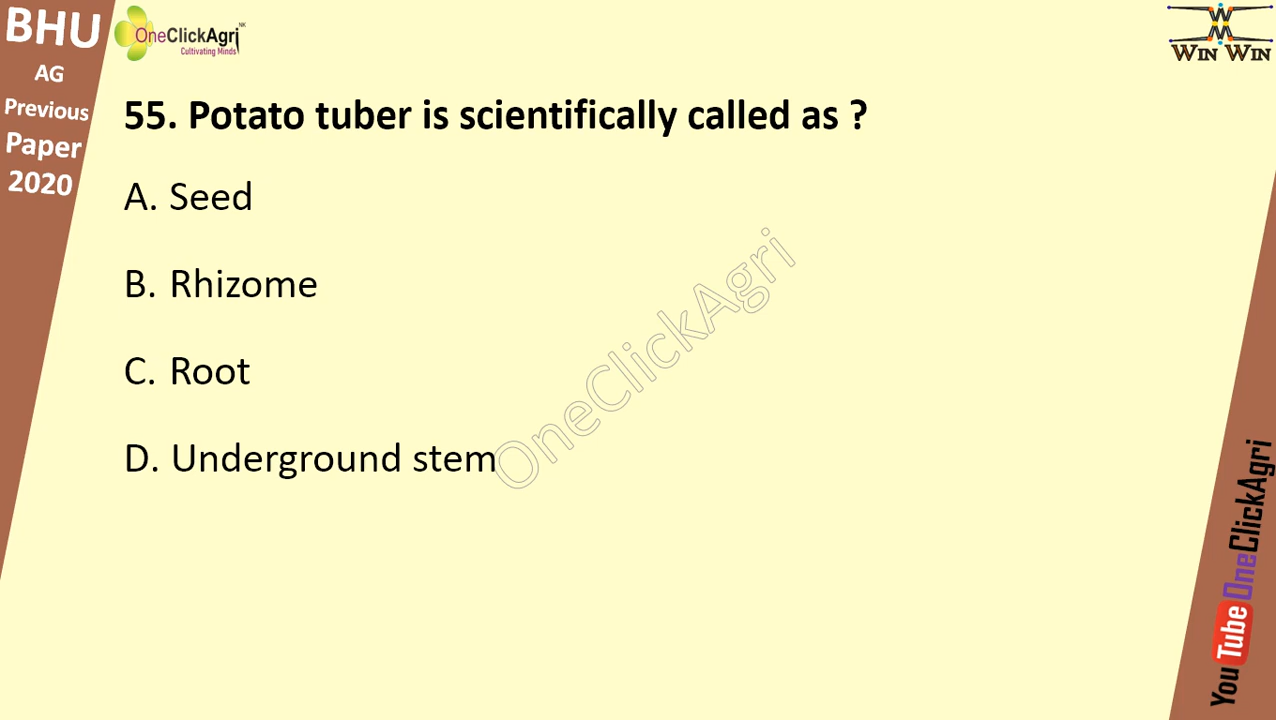 BHU
AG
Previous
Paper
2020
OneClickAgri NK
Cultivating Minds
WIN WIN
55. Potato tuber is scientifically called as ?
A. Seed
B. Rhizome
C. Root
D. Underground stem
OneClickAgri
YouTube OneClickAgri